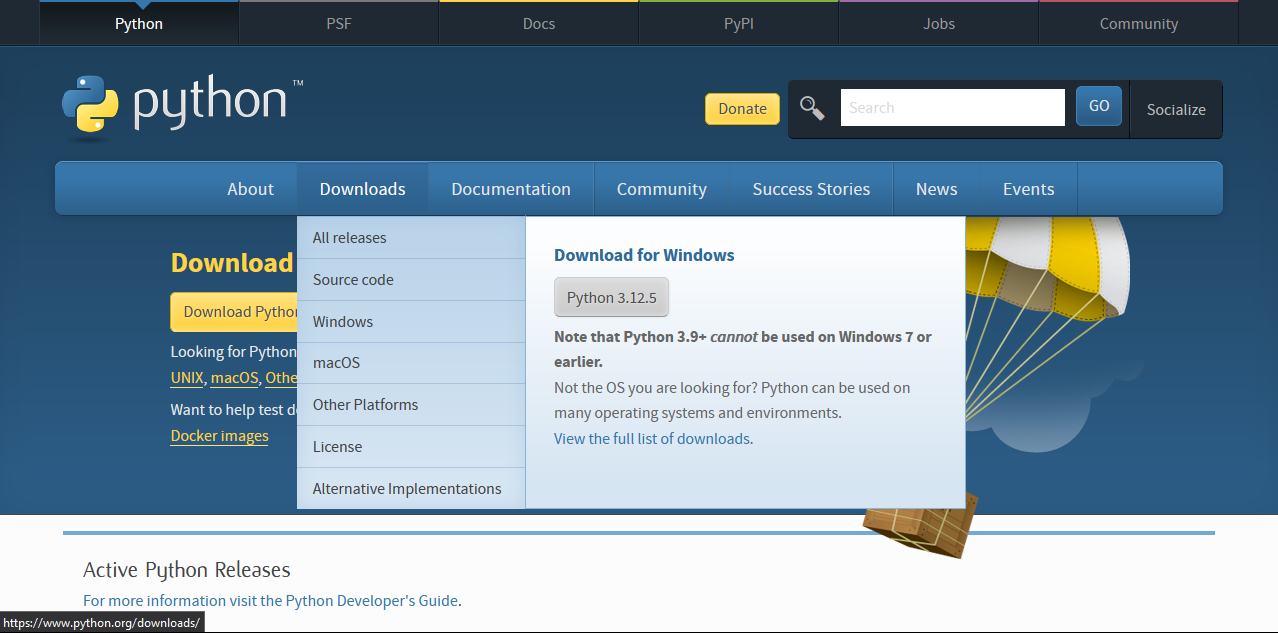 Python
PSF
Docs
PyPI
Jobs
Community
python™
Donate
Search
GO
Socialize
About
Downloads
Documentation
Community
Success Stories
News
Events
Download
Download Python
Looking for Python
UNIX, macOS, Othe
Want to help test d
Docker images
All releases
Source code
Windows
macOS
Other Platforms
License
Alternative Implementations
Download for Windows
Python 3.12.5
Note that Python 3.9+ cannot be used on Windows 7 or
earlier.
Not the OS you are looking for? Python can be used on
many operating systems and environments.
View the full list of downloads.
Active Python Releases
For more information visit the Python Developer's Guide.
https://www.python.org/downloads/